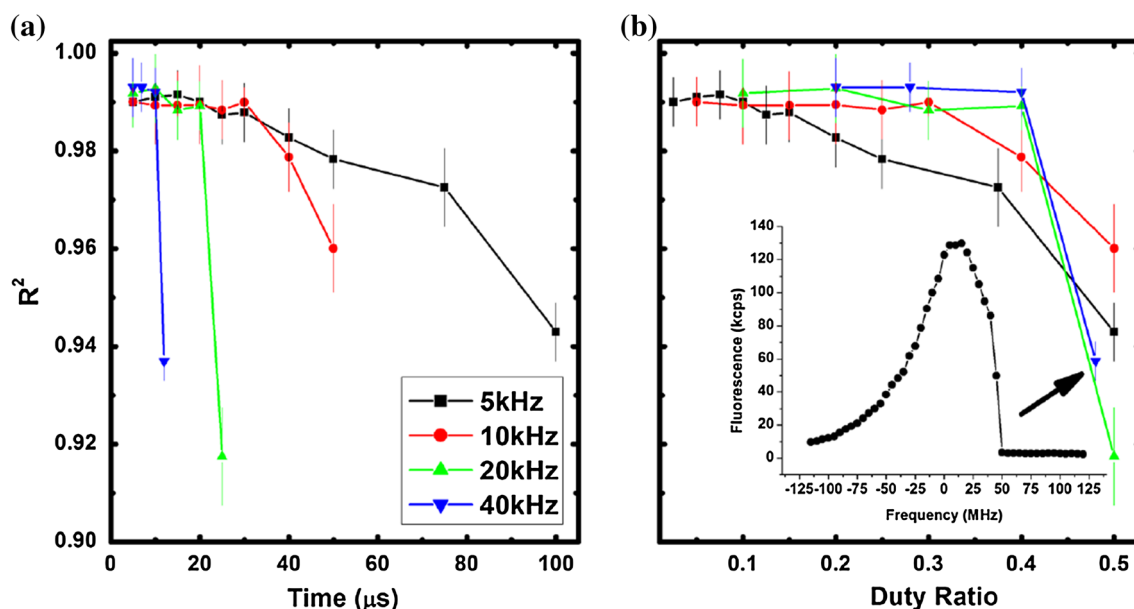 (a)
(b)
1.00
0.98
0.96
0.94
0.92
0.90
R²
0 20 40 60 80 100
Time (μs)
5kHz
10kHz
20kHz
40kHz
0.1 0.2 0.3 0.4 0.5
Duty Ratio
140
120
100
80
60
40
20
0
Fluorescence (kcps)
-125 -100 -75 -50 -25 0 25 50 75 100 125
Frequency (MHz)